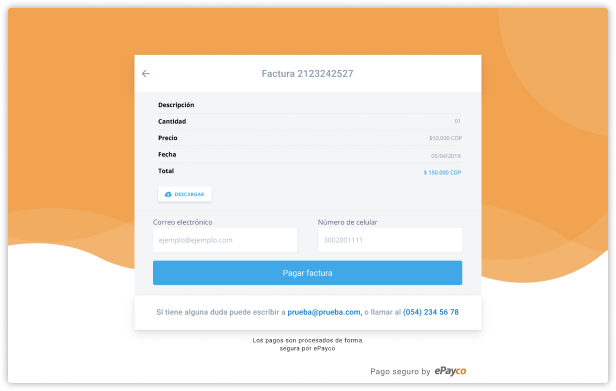 Factura 2123242527
Descripción
Cantidad 01
Precio $50.000 COP
Fecha 05/04/2019
Total $ 150.000 COP
DESCARGAR
Correo electrónico Número de celular
ejemplo@ejemplo.com 3002001111
Pagar factura
Si tiene alguna duda puede escribir a prueba@prueba.com, o llamar al (054) 234 56 78
Los pagos son procesados de forma
segura por ePayco
Pago seguro by ePayco